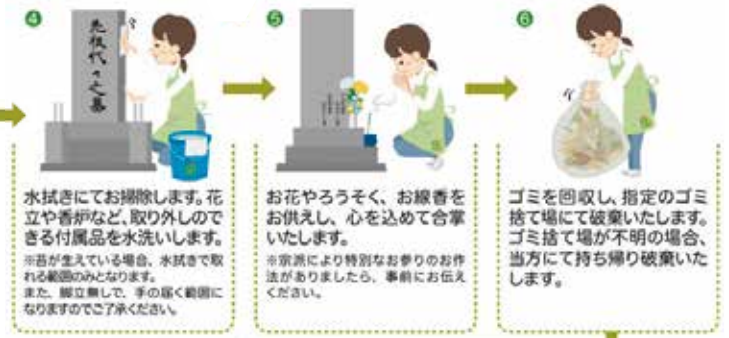 ④
先祖代々之墓
水拭きにてお掃除します。花
立や香炉など、取り外しので
きる付属品を水洗いします。
※苔が生えている場合、水拭きで取
れる範囲のみとなります。
また、脚立無しで、手の届く範囲に
なりますのでご了承ください。
⑤
お花やろうそく、お線香を
お供えし、心を込めて合掌
いたします。
※宗派により特別なお参りのお作
法がありましたら、事前にお伝え
ください。
⑥
ゴミを回収し、指定のゴミ
捨て場にて破棄いたします。
ゴミ捨て場が不明の場合、
当方にて持ち帰り破棄いた
します。